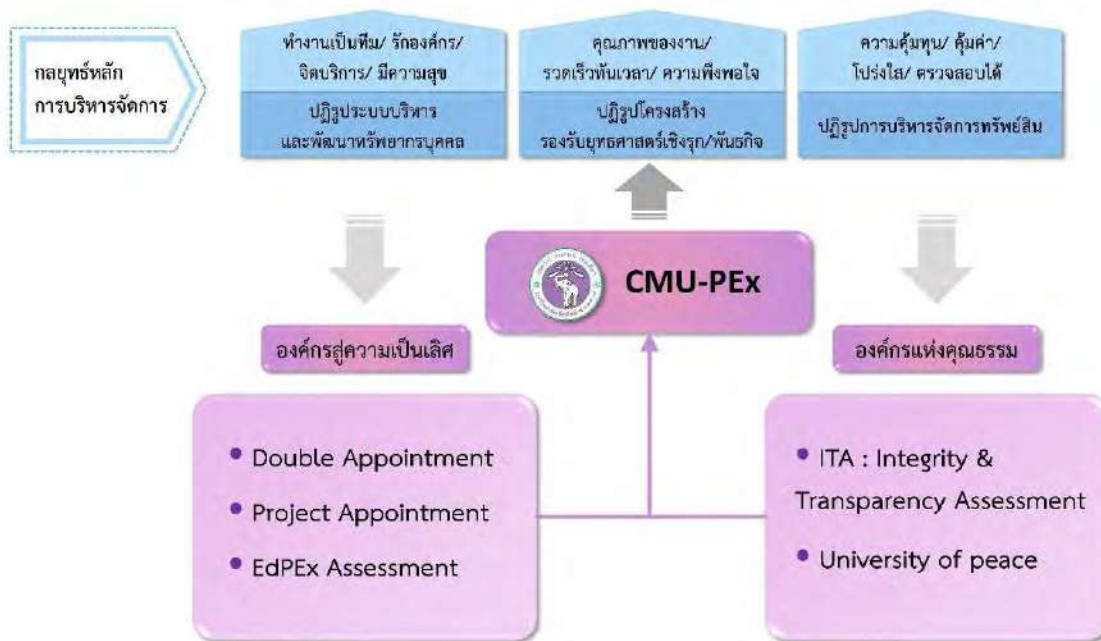 กลยุทธ์หลัก
การบริหารจัดการ
ทำงานเป็นทีม/ รักองค์กร/
จิตบริการ/ มีความสุข
ปฏิรูประบบบริหาร
และพัฒนาทรัพยากรบุคคล
คุณภาพของงาน/
รวดเร็วทันเวลา/ ความพึงพอใจ
ปฏิรูปโครงสร้าง
รองรับยุทธศาสตร์เชิงรุก/พันธกิจ
ความคุ้มทุน/ คุ้มค่า/
โปร่งใส/ ตรวจสอบได้
ปฏิรูปการบริหารจัดการทรัพย์สิน
CMU-PEx
องค์กรสู่ความเป็นเลิศ
องค์กรแห่งคุณธรรม
• Double Appointment
• Project Appointment
• EdPEx Assessment
• ITA : Integrity &
Transparency Assessment
• University of peace